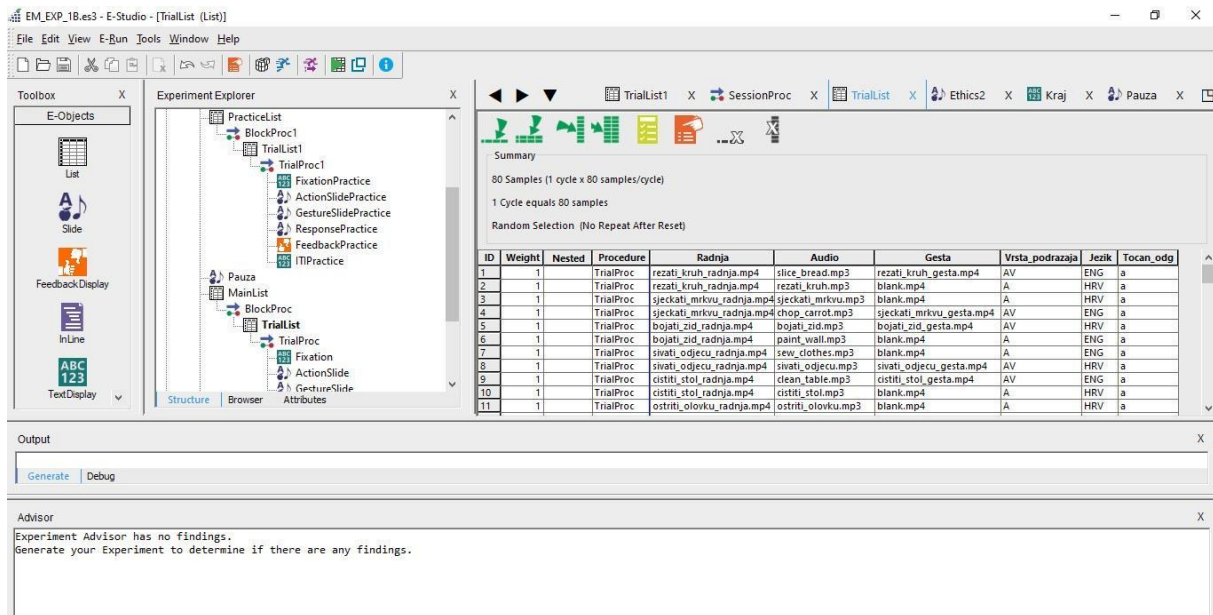 EM_EXP_1B.es3 - E-Studio - [TrialList (List)]
File Edit View E-Run Tools Window Help
Toolbox X
E-Objects
List
Slide
FeedbackDisplay
InLine
ABC
123
TextDisplay
Experiment Explorer X
PracticeList
BlockProc1
TrialList1
TrialProc1
FixationPractice
ActionSlidePractice
GestureSlidePractice
ResponsePractice
FeedbackPractice
ITIPractice
Pauza
MainList
BlockProc
TrialList
TrialProc
Fixation
ActionSlide
GestureSlide
Structure Browser Attributes
TrialList1 X SessionProc X TrialList X Ethics2 X Kraj X Pauza X
Summary
80 Samples (1 cycle x 80 samples/cycle)
1 Cycle equals 80 samples
Random Selection (No Repeat After Reset)
ID Weight Nested Procedure Radnja Audio Gesta Vrsta_podrazaja Jezik Tocan_odg
1 1 TrialProc rezati_kruh_radnja.mp4 slice_bread.mp3 rezati_kruh_gesta.mp4 AV ENG a
2 1 TrialProc rezati_kruh_radnja.mp4 rezati_kruh.mp3 blank.mp4 A HRV a
3 1 TrialProc sjeckati_mrkvu_radnja.mp4 sjeckati_mrkvu.mp3 blank.mp4 A HRV a
4 1 TrialProc sjeckati_mrkvu_radnja.mp4 chop_carrot.mp3 sjeckati_mrkvu_gesta.mp4 AV ENG a
5 1 TrialProc bojati_zid_radnja.mp4 bojati_zid.mp3 bojati_zid_gesta.mp4 AV HRV a
6 1 TrialProc bojati_zid_radnja.mp4 paint_wall.mp3 blank.mp4 A ENG a
7 1 TrialProc sivati_odjecu_radnja.mp4 sew_clothes.mp3 blank.mp4 A ENG a
8 1 TrialProc sivati_odjecu_radnja.mp4 sivati_odjecu.mp3 sivati_odjecu_gesta.mp4 AV HRV a
9 1 TrialProc cistiti_stol_radnja.mp4 clean_table.mp3 cistiti_stol_gesta.mp4 AV ENG a
10 1 TrialProc cistiti_stol_radnja.mp4 cistiti_stol.mp3 blank.mp4 A HRV a
11 1 TrialProc ostriti_olovku_radnja.mp4 ostriti_olovku.mp3 blank.mp4 A HRV a
Output X
Generate Debug
Advisor X
Experiment Advisor has no findings.
Generate your Experiment to determine if there are any findings.